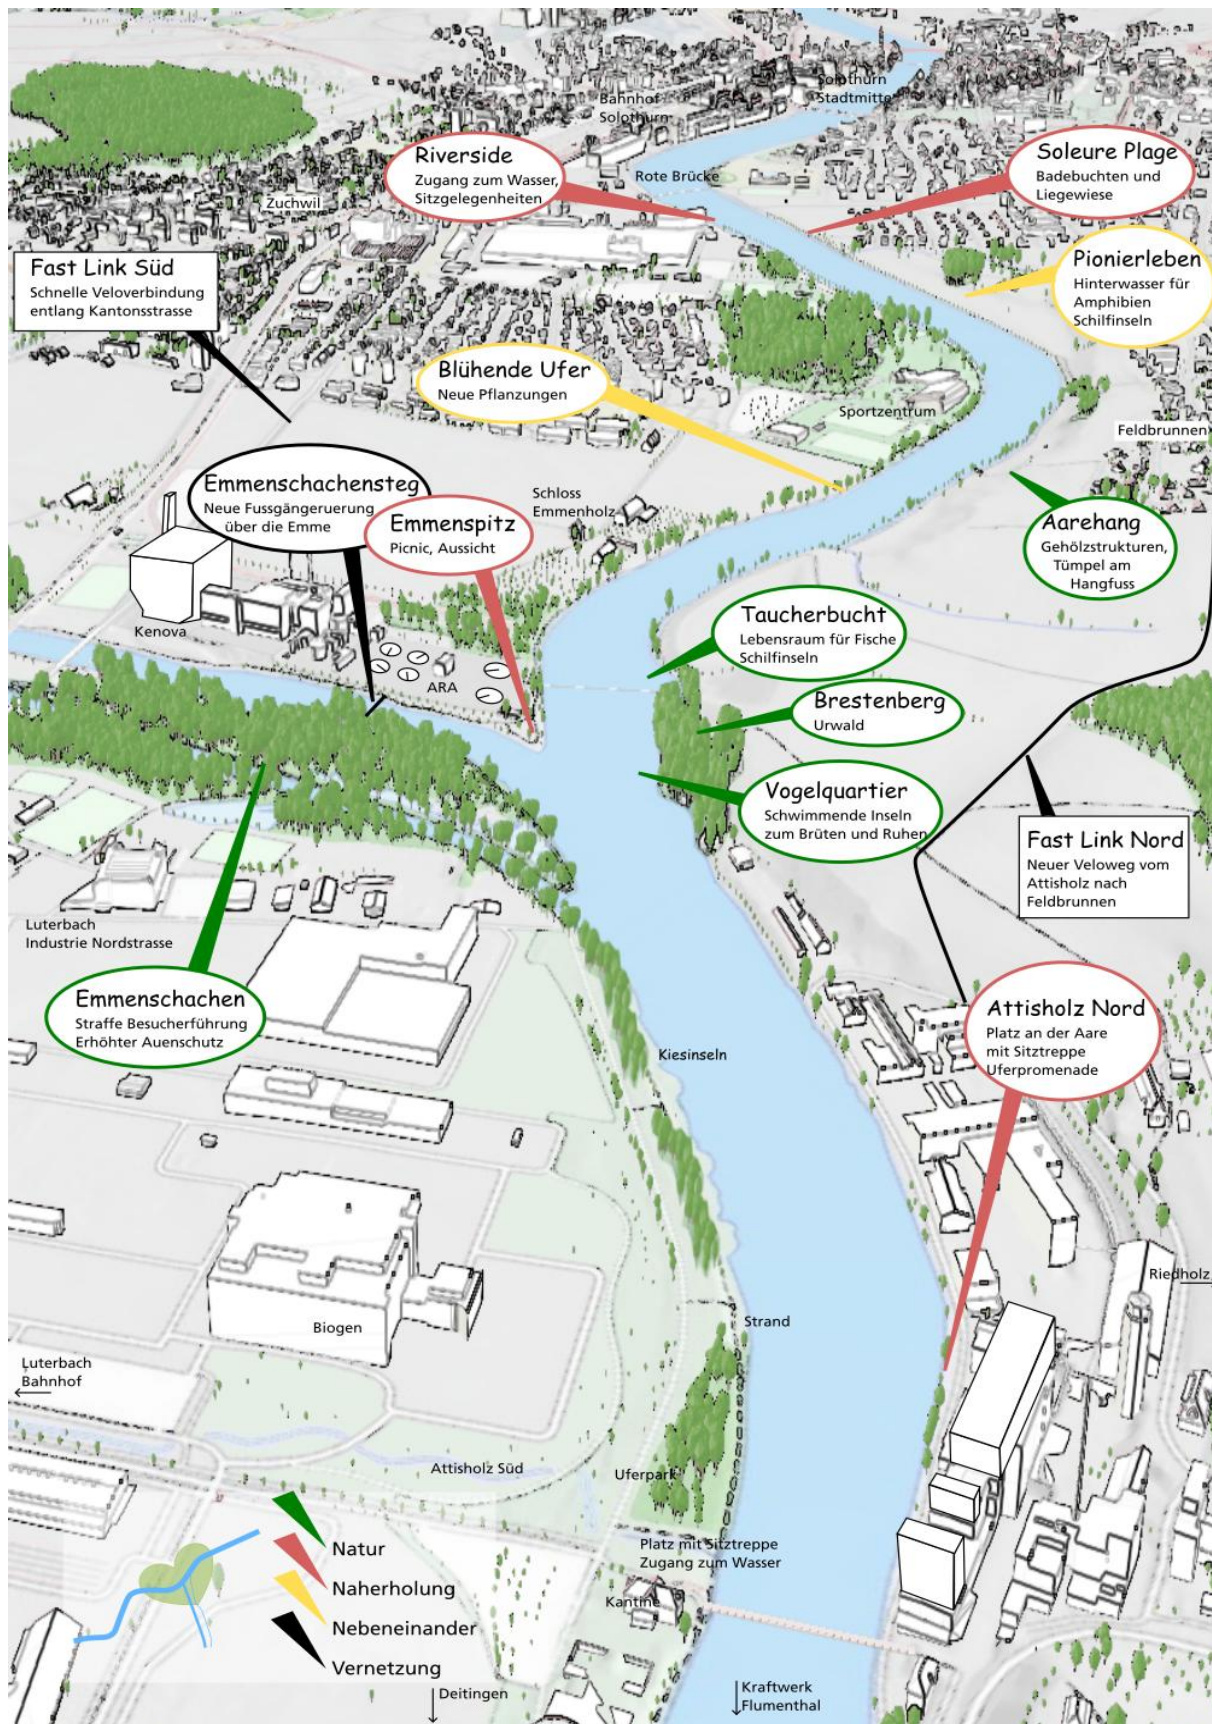 Solothurn
Stadtmitte
Bahnhof
Solothurn
Riverside
Zugang zum Wasser,
Sitzgelegenheiten
Rote Brücke
Soleure Plage
Badebuchten und
Liegewiese
Zuchwil
Fast Link Süd
Schnelle Veloverbindung
entlang Kantonsstrasse
Pionierleben
Hinterwasser für
Amphibien
Schilfinseln
Blühende Ufer
Neue Pflanzungen
Sportzentrum
Feldbrunnen
Emmenschachensteg
Neue Fussgängeruerung
über die Emme
Schloss
Emmenholz
Emmenspitz
Picnic, Aussicht
Aarehang
Gehölzstrukturen,
Tümpel am
Hangfuss
Kenova
ARA
Taucherbucht
Lebensraum für Fische
Schilfinseln
Brestenberg
Urwald
Vogelquartier
Schwimmende Inseln
zum Brüten und Ruhen
Fast Link Nord
Neuer Veloweg vom
Attisholz nach
Feldbrunnen
Luterbach
Industrie Nordstrasse
Emmenschachen
Straffe Besucherführung
Erhöhter Auenschutz
Attisholz Nord
Platz an der Aare
mit Sitztreppe
Uferpromenade
Kiesinseln
Riedholz
Biogen
Strand
Luterbach
Bahnhof
Attisholz Süd
Uferpark
Platz mit Sitztreppe
Zugang zum Wasser
Kantine
Natur
Naherholung
Nebeneinander
Vernetzung
Deitingen
Kraftwerk
Flumenthal